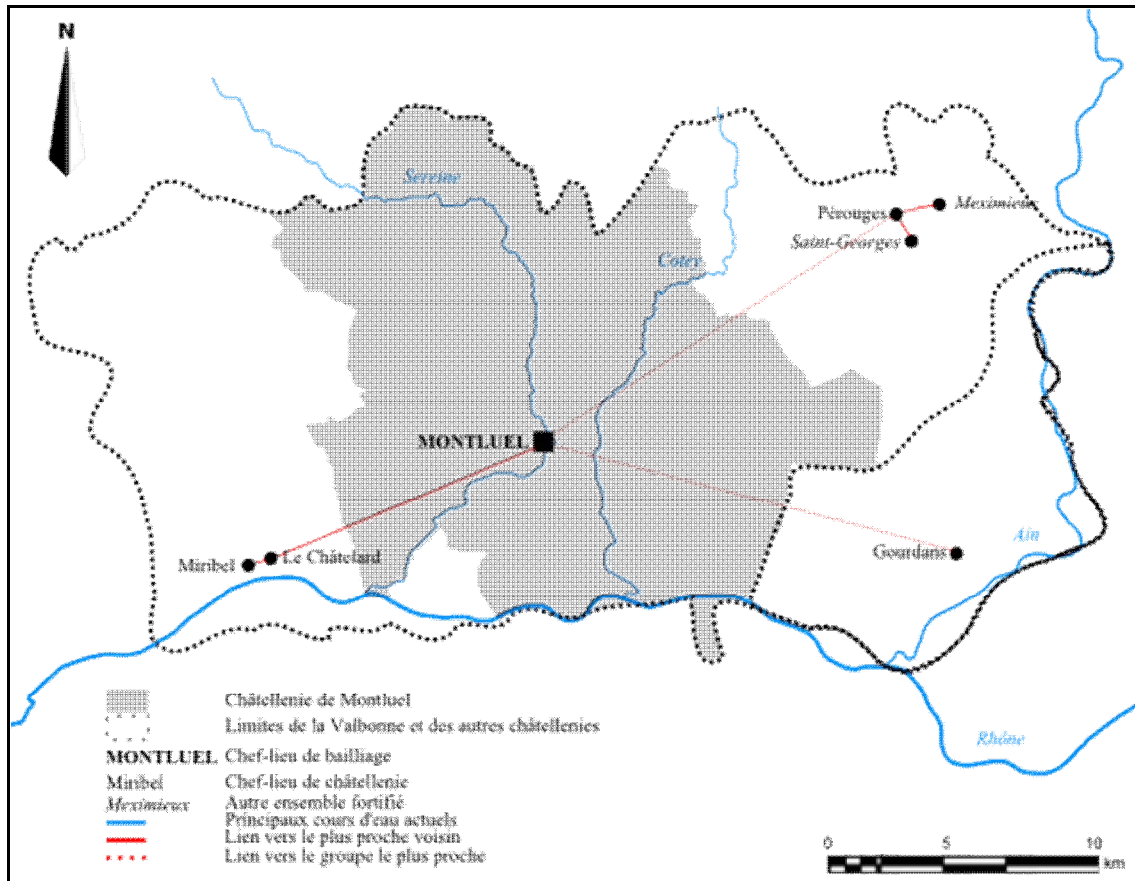 N
Sereine
Pérouges
Meximieux
Saint-Georges
Cotey
MONTLUEL
Miribel
Le Châtelard
Gourdans
Ain
Rhône
Châtellenie de Montluel
Limites de la Valbonne et des autres châtellenies
MONTLUEL Chef-lieu de bailliage
Miribel Chef-lieu de châtellenie
Meximieux Autre ensemble fortifié
Principaux cours d'eau actuels
Lien vers le plus proche voisin
Lien vers le groupe le plus proche
0 5 10
km